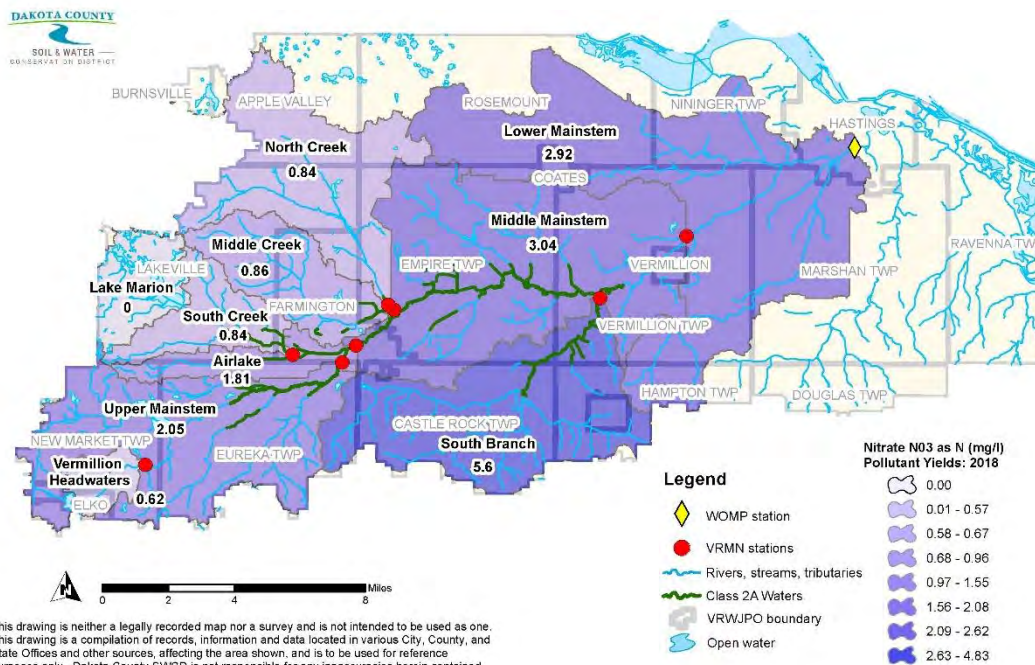 DAKOTA COUNTY
SOIL & WATER
CONSERVATION DISTRICT
BURNSVILLE
APPLE VALLEY
ROSEMOUNT
NININGER TWP
HASTINGS
Lower Mainstem
2.92
North Creek
0.84
COATES
Middle Mainstem
3.04
Middle Creek
0.86
LAKEVILLE
EMPIRE TWP
VERMILLION
RAVENNA TW
MARSHAN TWP
Lake Marion
0
FARMINGTON
South Creek
0.84
VERMILLION TWP
Airlake
1.81
HAMPTON TWP
DOUGLAS TWP
Upper Mainstem
2.05
CASTLE ROCK TWP
South Branch
5.6
NEW MARKET TWP
EUREKA TWP
Vermillion
Headwaters
0.62
ELKO
Legend
WOMP station
VRMN stations
Rivers, streams, tributaries
Class 2A Waters
VRWJPO boundary
Open water
Nitrate N03 as N (mg/l)
Pollutant Yields: 2018
0.00
0.01 - 0.57
0.58 - 0.67
0.68 - 0.96
0.97 - 1.55
1.56 - 2.08
2.09 - 2.62
2.63 - 4.83
N
Miles
0 2 4 8
his drawing is neither a legally recorded map nor a survey and is not intended to be used as one.
his drawing is a compilation of records, information and data located in various City, County, and
tate Offices and other sources, affecting the area shown, and is to be used for reference